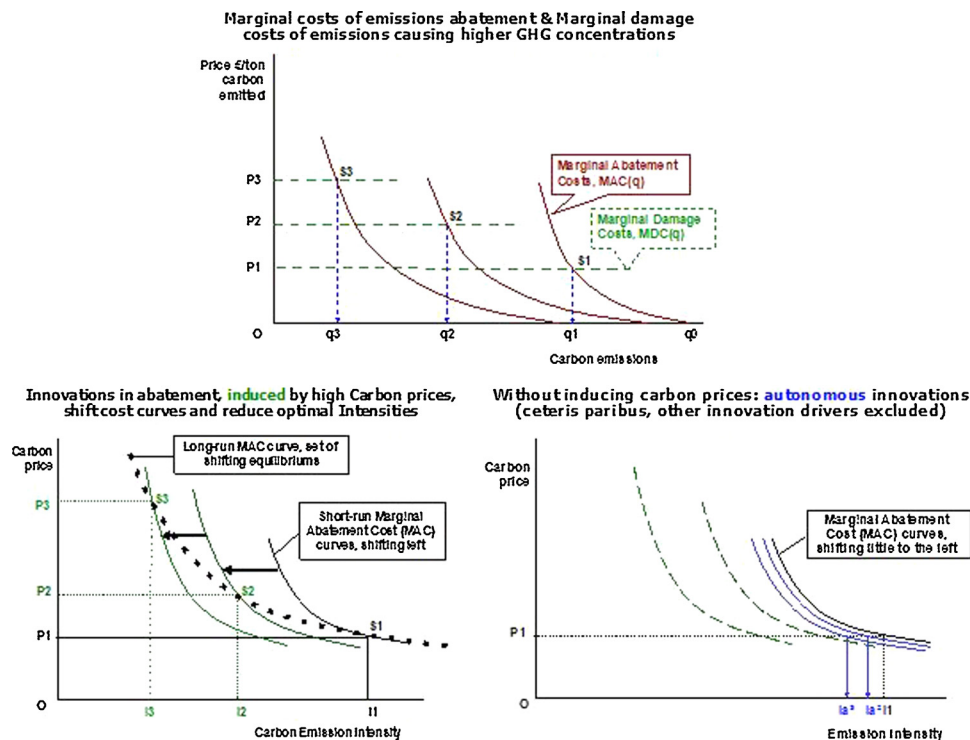 Marginal costs of emissions abatement & Marginal damage
costs of emissions causing higher GHG concentrations
Price £/ton
carbon
emitted
P3
P2
P1
O
S3
S2
S1
Marginal Abatement
Costs, MAC(q)
Marginal Damage
Costs, MDC(q)
q3
q2
q1
q0
Carbon emissions
Innovations in abatement, induced by high Carbon prices,
shift cost curves and reduce optimal Intensities
Carbon
price
P3
P2
P1
O
Long-run MAC curve, set of
shifting equilibriums
Short-run Marginal
Abatement Cost (MAC)
curves, shifting left
S3
S2
S1
I3
I2
I1
Carbon Emission Intensity
Without inducing carbon prices: autonomous innovations
(ceteris paribus, other innovation drivers excluded)
Carbon
price
P1
O
Marginal Abatement
Cost (MAC) curves,
shifting little to the left
Ia³
Ia²
I1
Emission Intensity